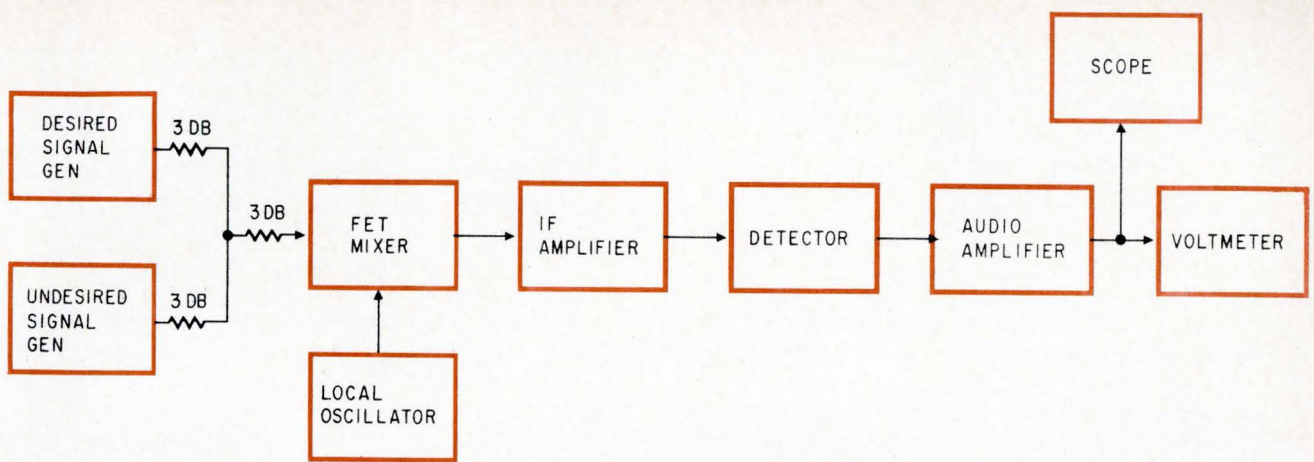 DESIRED
SIGNAL
GEN
3 DB
UNDESIRED
SIGNAL
GEN
3 DB
3 DB
FET
MIXER
LOCAL
OSCILLATOR
IF
AMPLIFIER
DETECTOR
AUDIO
AMPLIFIER
SCOPE
VOLTMETER